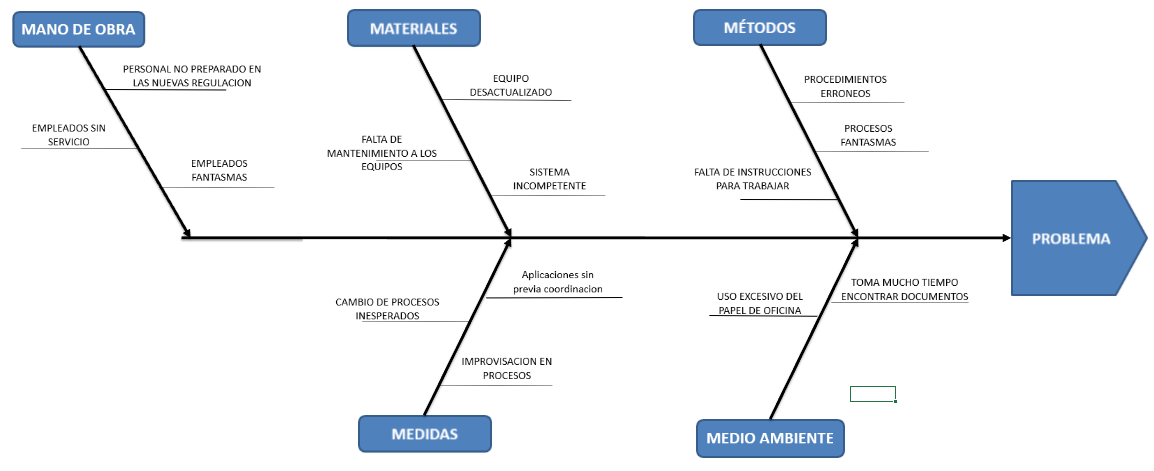 MANO DE OBRA
MATERIALES
MÉTODOS
PERSONAL NO PREPARADO EN
LAS NUEVAS REGULACION
EMPLEADOS SIN
SERVICIO
EMPLEADOS
FANTASMAS
EQUIPO
DESACTUALIZADO
FALTA DE
MANTENIMIENTO A LOS
EQUIPOS
SISTEMA
INCOMPETENTE
PROCEDIMIENTOS
ERRONEOS
PROCESOS
FANTASMAS
FALTA DE INSTRUCCIONES
PARA TRABAJAR
PROBLEMA
Aplicaciones sin
previa coordinacion
CAMBIO DE PROCESOS
INESPERADOS
IMPROVISACION EN
PROCESOS
TOMA MUCHO TIEMPO
ENCONTRAR DOCUMENTOS
USO EXCESIVO DEL
PAPEL DE OFICINA
MEDIDAS
MEDIO AMBIENTE